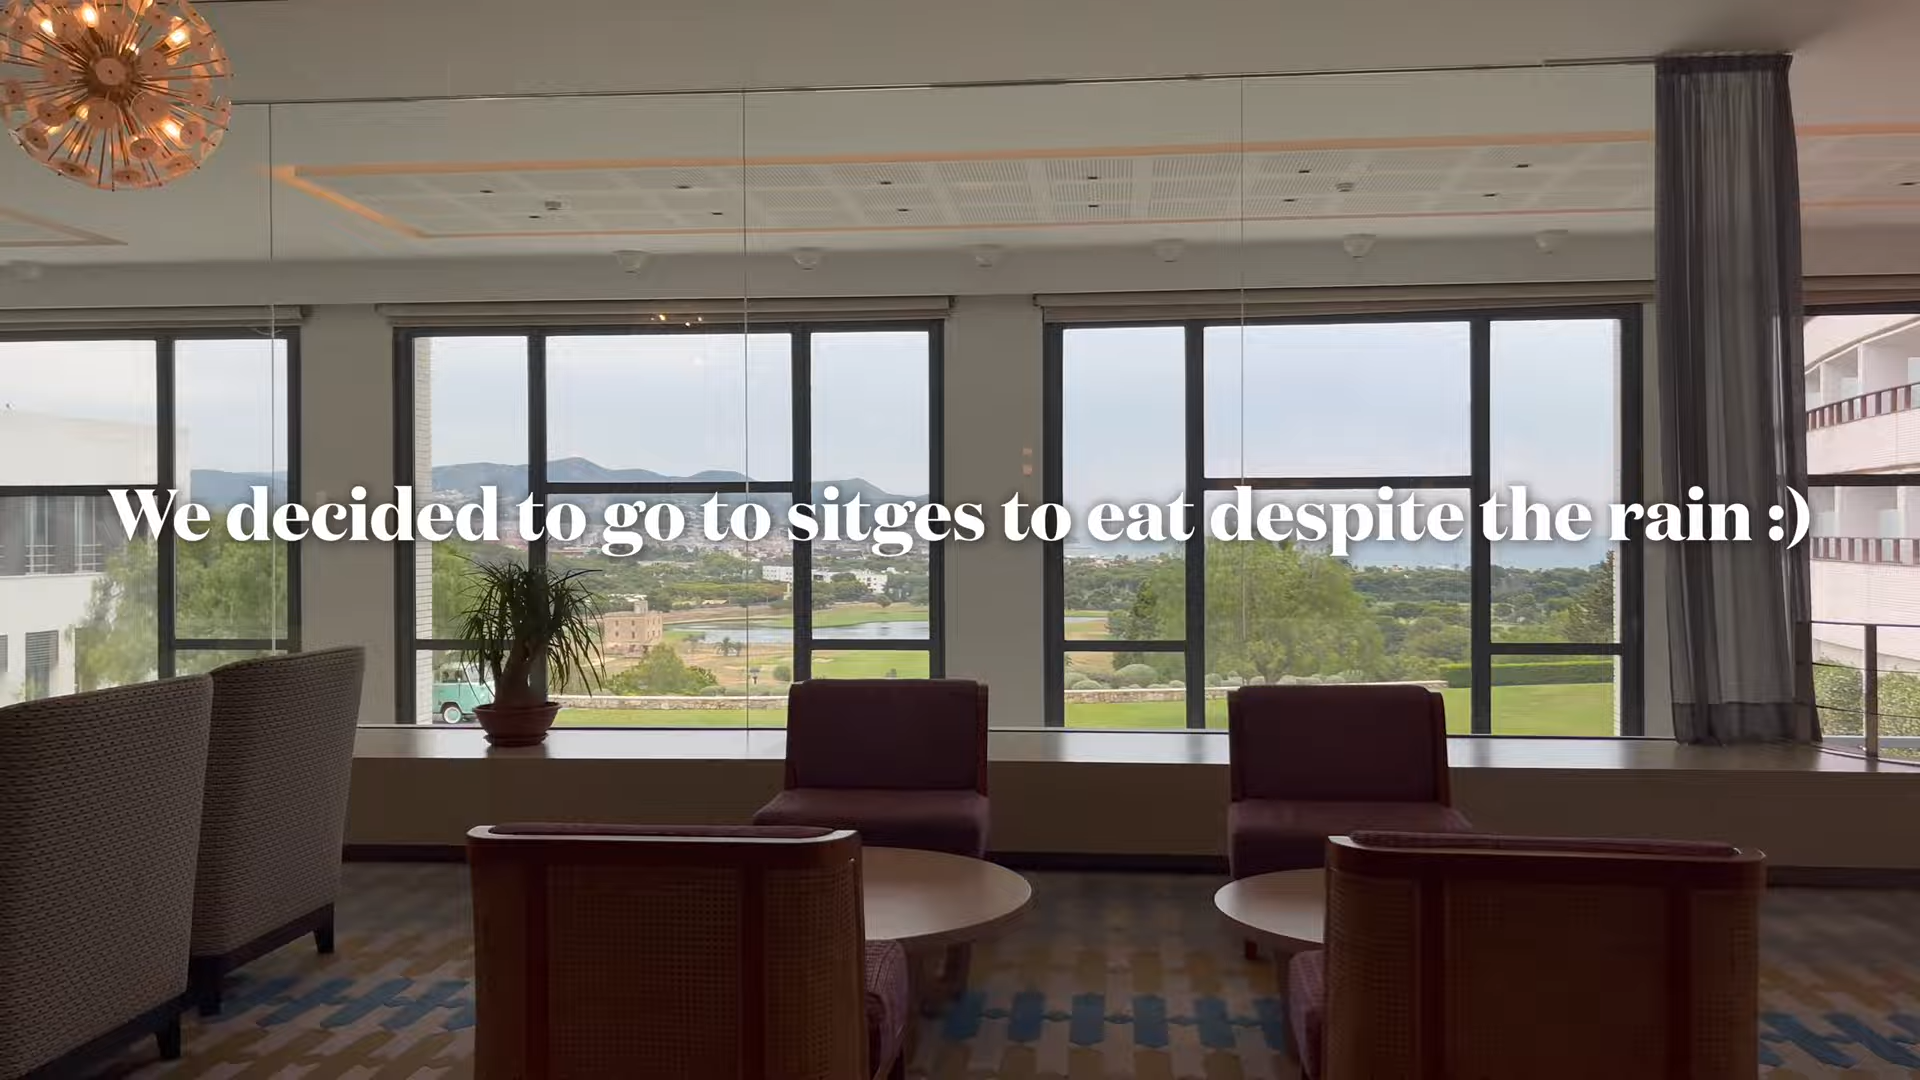 We decided to go to sitges to eat despite the rain :)